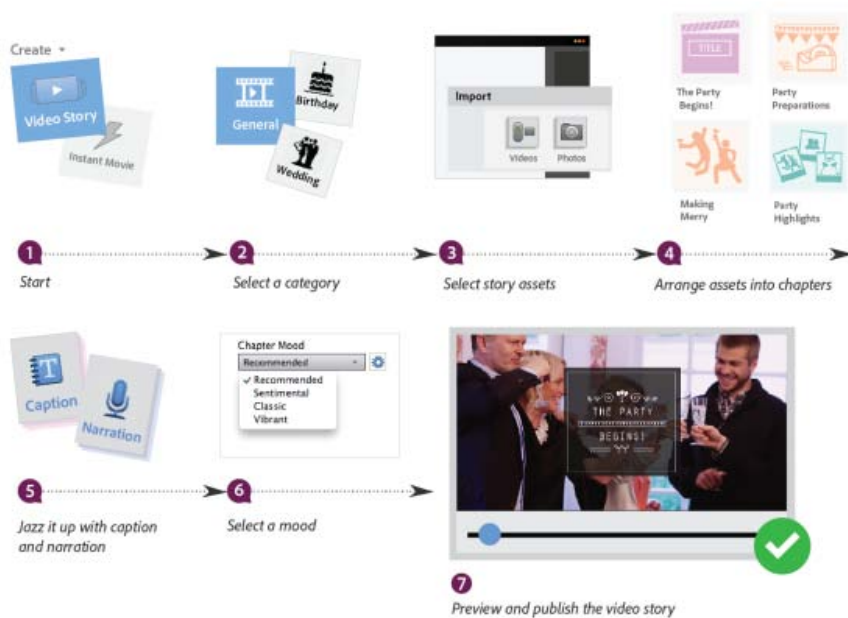 Create
Video Story
Instant Movie
General
Birthday
Wedding
Import
Videos
Photos
TITLE
The Party
Begins!
Party
Preparations
Making
Merry
Party
Highlights
1
Start
2
Select a category
3
Select story assets
4
Arrange assets into chapters
T
Caption
Narration
Chapter Mood
Recommended
Recommended
Sentimental
Classic
Vibrant
THE PARTY
BEGINS!
5
Jazz it up with caption
and narration
6
Select a mood
7
Preview and publish the video story